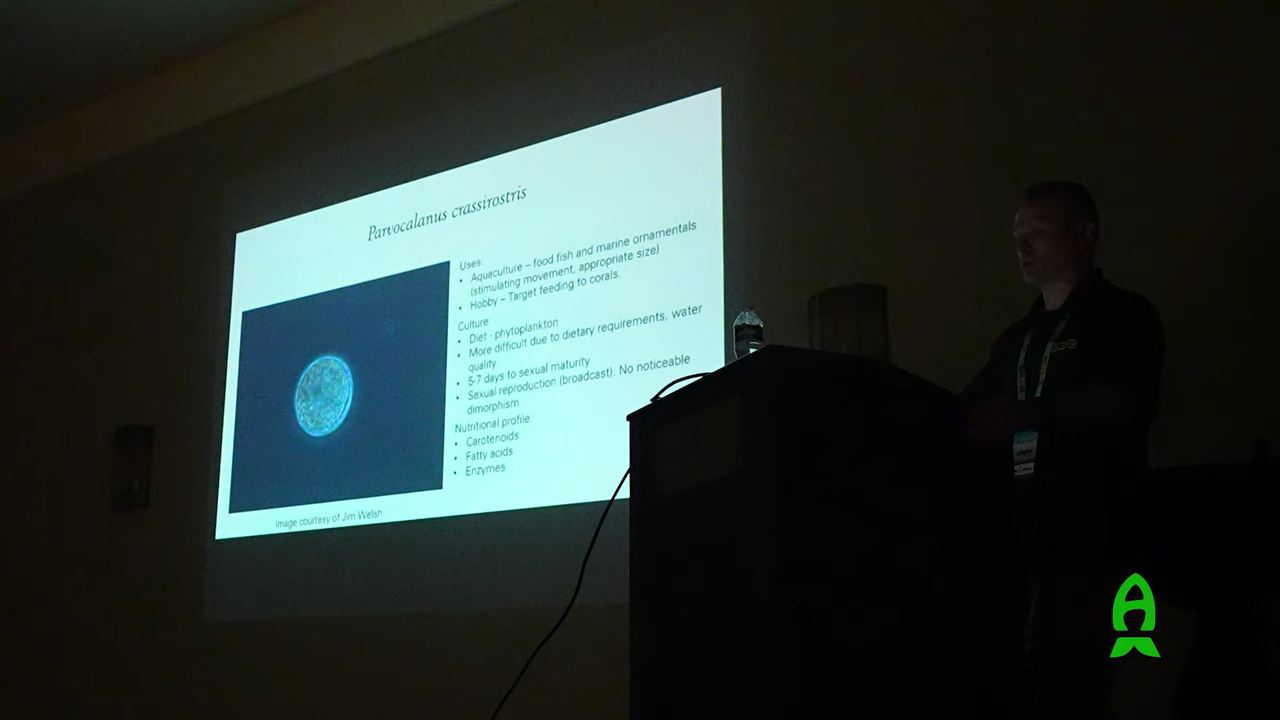 Parvocalanus crassirostris
Uses:
• Aquaculture – food fish and marine ornamentals
(stimulating movement, appropriate size)
• Hobby – Target feeding to corals.
Culture:
• Diet - phytoplankton
• More difficult due to dietary requirements, water
quality
• 5-7 days to sexual maturity
• Sexual reproduction (broadcast). No noticeable
dimorphism
Nutritional profile:
• Carotenoids
• Fatty acids
• Enzymes
Image courtesy of Jim Welsh